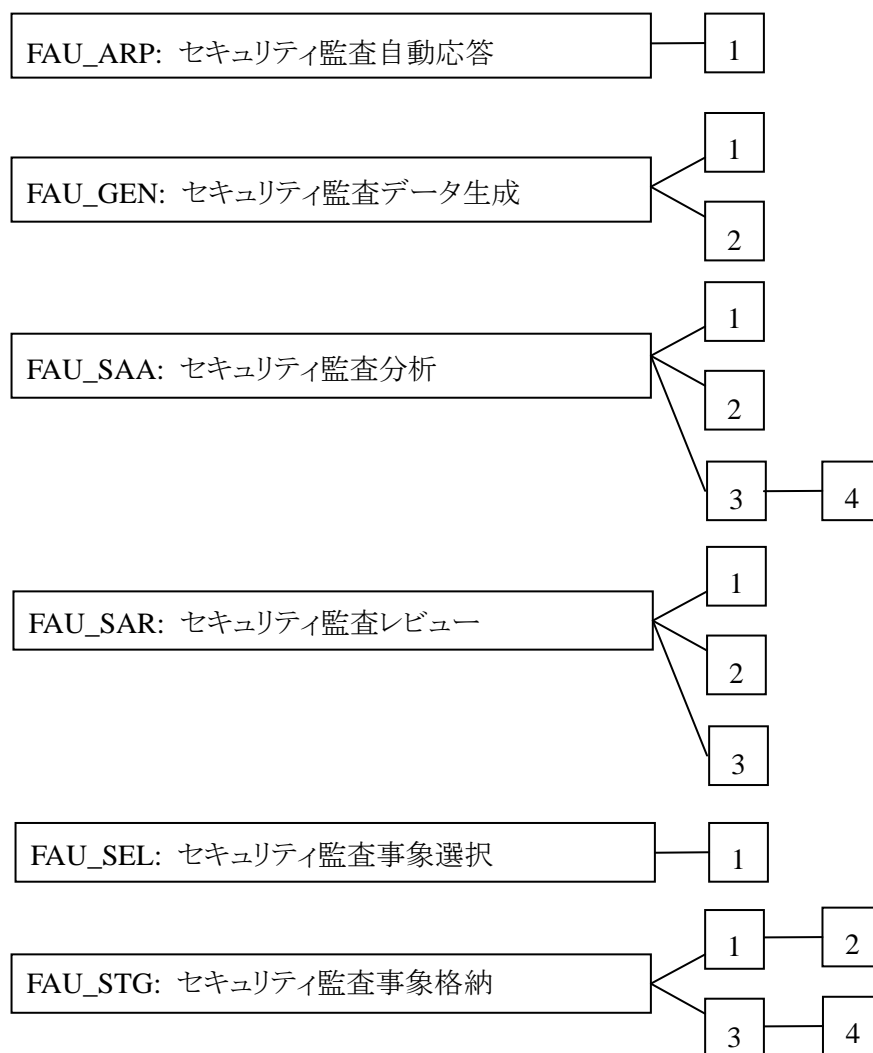 FAU_ARP: セキュリティ監査自動応答
1
FAU_GEN: セキュリティ監査データ生成
1
2
FAU_SAA: セキュリティ監査分析
1
2
3
4
FAU_SAR: セキュリティ監査レビュー
1
2
3
FAU_SEL: セキュリティ監査事象選択
1
FAU_STG: セキュリティ監査事象格納
1
2
3
4